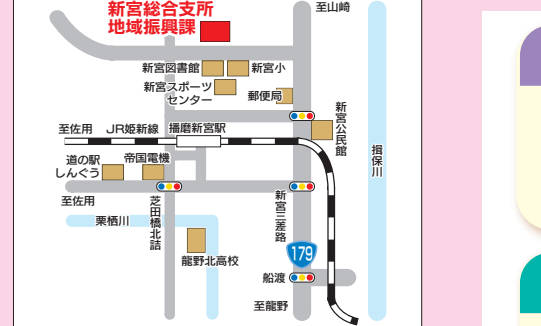 新宮総合支所
地域振興課
至山崎
新宮図書館
新宮小
新宮スポーツ
センター
郵便局
新宮公民館
至佐用
JR姫新線
播磨新宮駅
道の駅
しんぐう
帝国電機
揖保川
至佐用
芝田橋北詰
新宮三差路
栗栖川
龍野北高校
179
船渡
至龍野